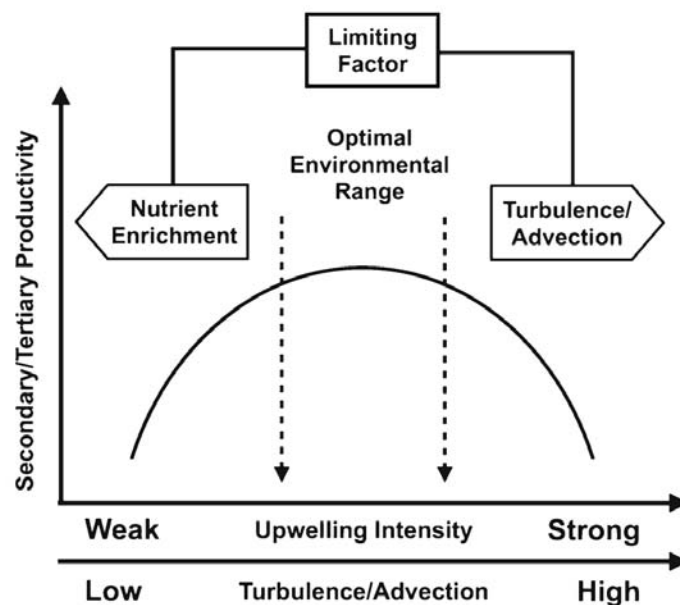 Limiting
Factor
Optimal
Environmental
Range
Nutrient
Enrichment
Turbulence/
Advection
Secondary/Tertiary Productivity
Weak
Upwelling Intensity
Strong
Low
Turbulence/Advection
High